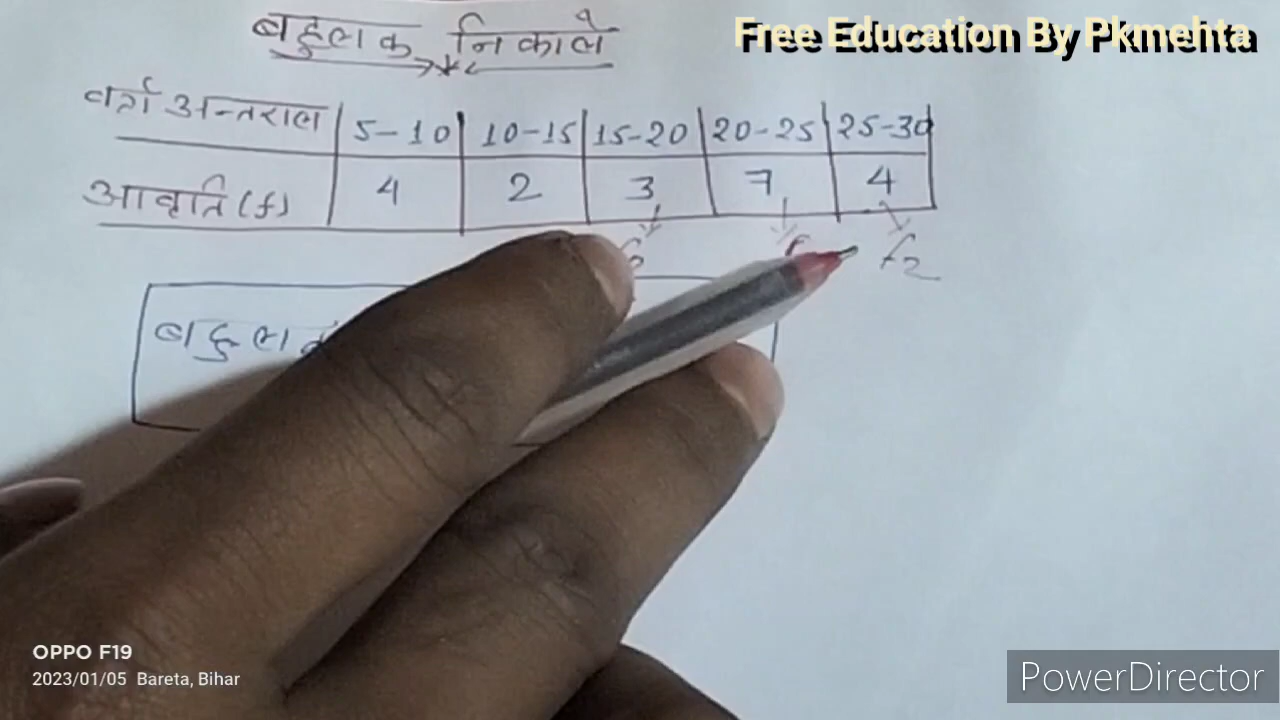 Free Education By Pkmehta
बहुलक निकाले
वर्ग अन्तराल 5-10 10-15 15-20 20-25 25-30
आवृति (f) 4 2 3 7 4
f₂
OPPO F19
2023/01/05 Bareta, Bihar
PowerDirector